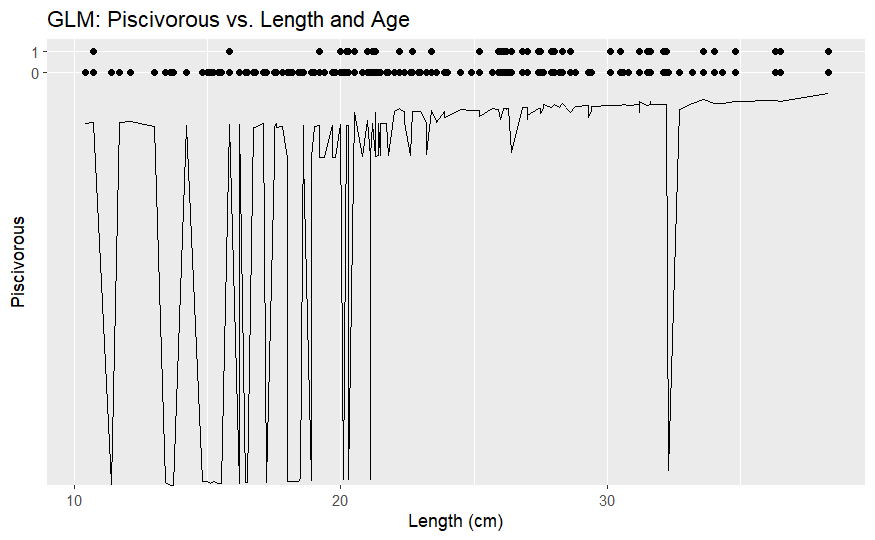 GLM: Piscivorous vs. Length and Age
1
0
Piscivorous
10 20 30
Length (cm)